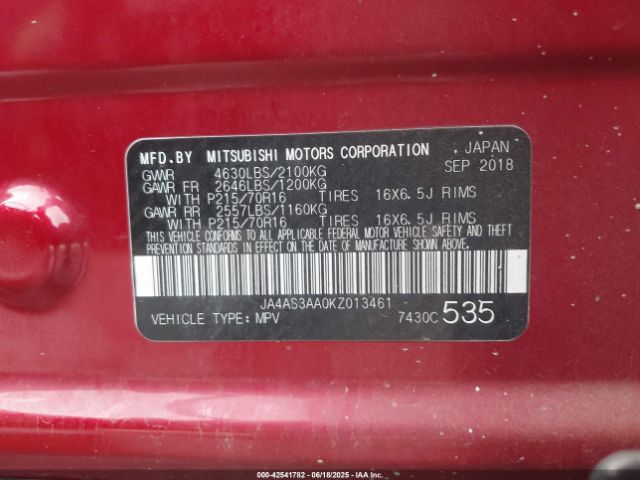 MFD.BY MITSUBISHI MOTORS CORPORATION , JAPAN
GVWR 4630LBS/2100KG SEP 2018
GAWR FR 2646LBS/1200KG
WITH P215/70R16 TIRES 16X6.5J RIMS
GAWR RR 2557LBS/1160KG
WITH P215/70R16 TIRES 16X6.5J RIMS
THIS VEHICLE CONFORMS TO ALL APPLICABLE FEDERAL MOTOR VEHICLE SAFETY AND THEFT
PREVENTION STANDARDS IN EFFECT ON THE DATE OF MANUFACTURE SHOWN ABOVE.
JA4AS3AA0KZ013461
VEHICLE TYPE: MPV 7430C 535
000-42541782 - 06/18/2025 - IAAI.COM